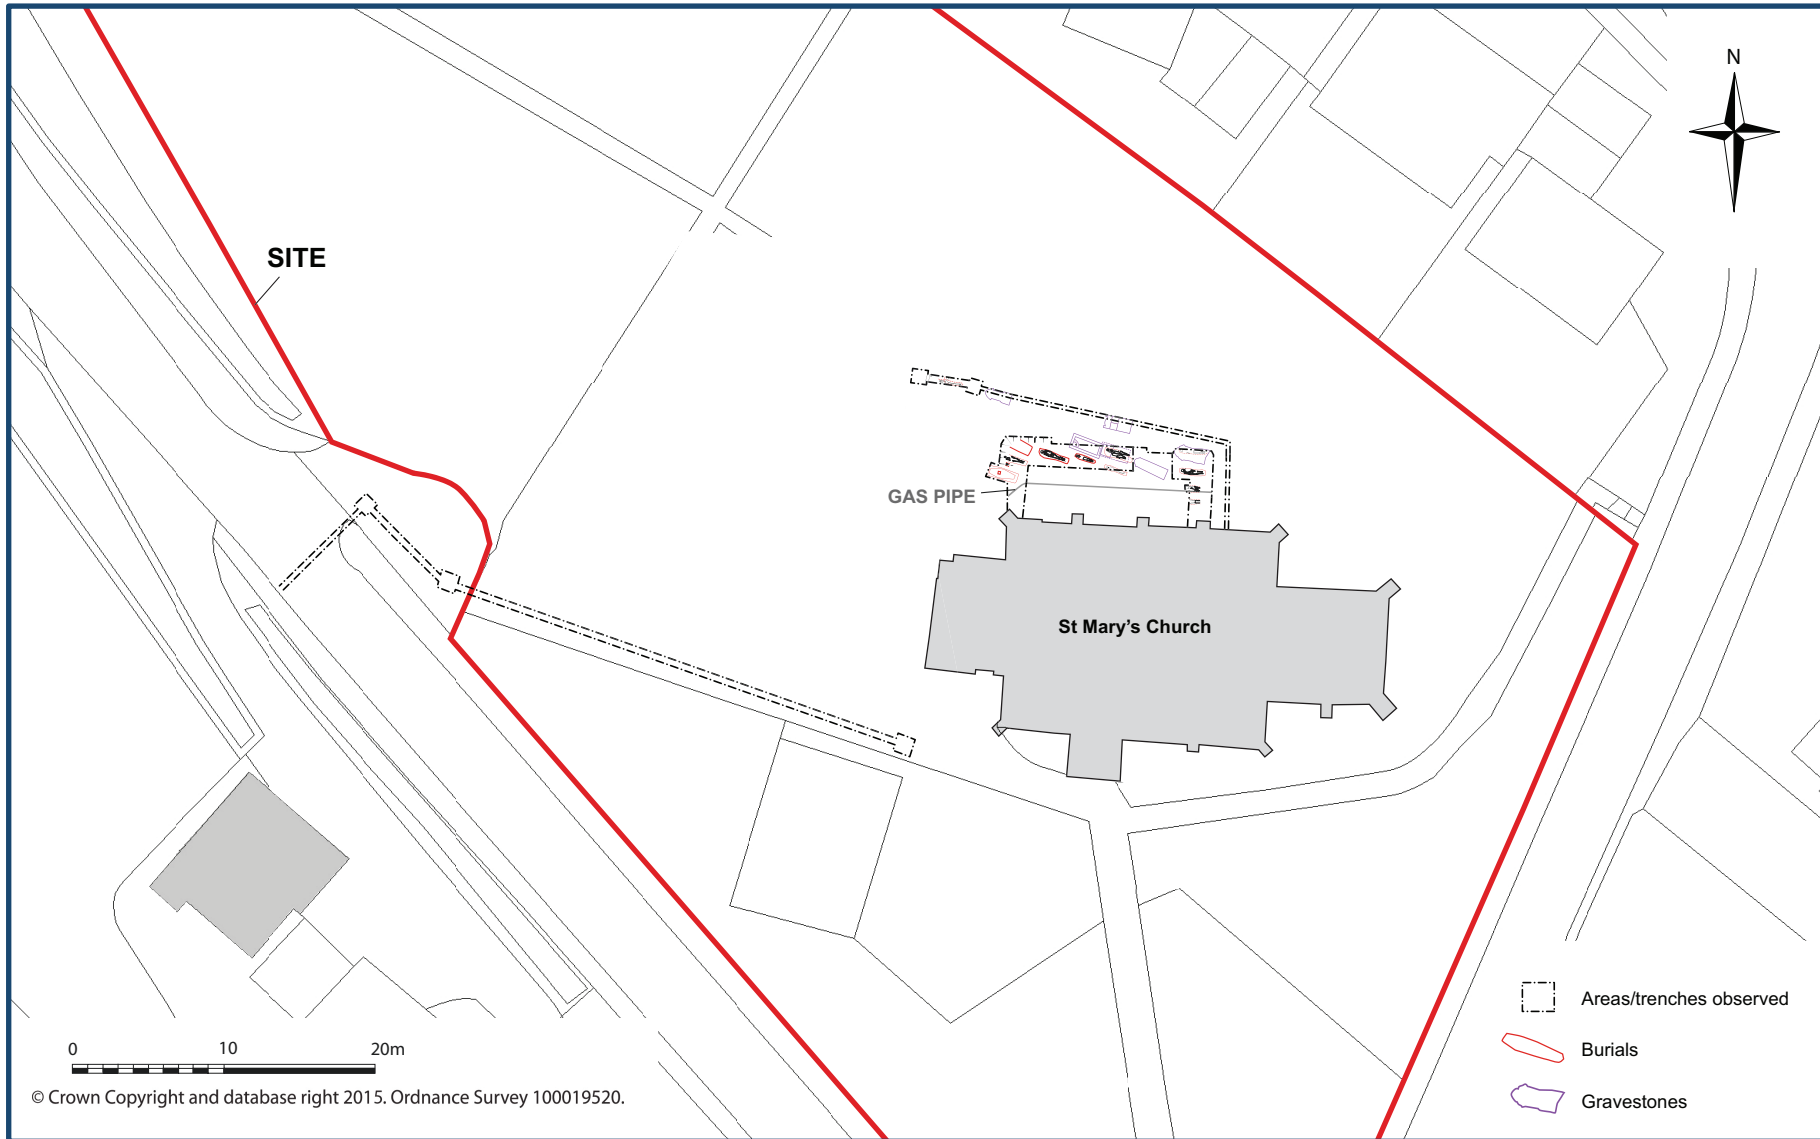 N
SITE
GAS PIPE
St Mary's Church
Areas/trenches observed
Burials
Gravestones
0 10 20m
© Crown Copyright and database right 2015. Ordnance Survey 100019520.